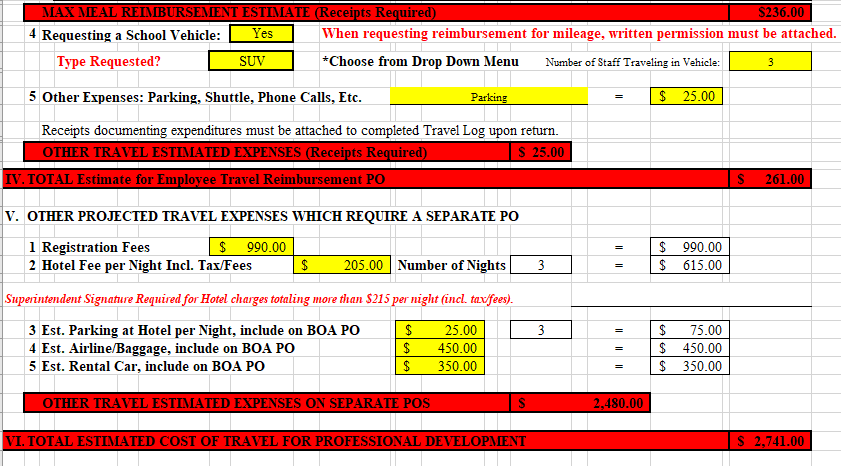 MAX MEAL REIMBURSEMENT ESTIMATE (Receipts Required) $236.00
4 Requesting a School Vehicle: Yes When requesting reimbursement for mileage, written permission must be attached.
Type Requested? SUV *Choose from Drop Down Menu Number of Staff Traveling in Vehicle: 3
5 Other Expenses: Parking, Shuttle, Phone Calls, Etc. Parking = $ 25.00
Receipts documenting expenditures must be attached to completed Travel Log upon return.
OTHER TRAVEL ESTIMATED EXPENSES (Receipts Required) $ 25.00
IV. TOTAL Estimate for Employee Travel Reimbursement PO $ 261.00
V. OTHER PROJECTED TRAVEL EXPENSES WHICH REQUIRE A SEPARATE PO
1 Registration Fees $ 990.00 = $ 990.00
2 Hotel Fee per Night Incl. Tax/Fees $ 205.00 Number of Nights 3 = $ 615.00
Superintendent Signature Required for Hotel charges totaling more than $215 per night (incl. tax/fees).
3 Est. Parking at Hotel per Night, include on BOA PO $ 25.00 3 = $ 75.00
4 Est. Airline/Baggage, include on BOA PO $ 450.00 = $ 450.00
5 Est. Rental Car, include on BOA PO $ 350.00 = $ 350.00
OTHER TRAVEL ESTIMATED EXPENSES ON SEPARATE POS $ 2,480.00
VI. TOTAL ESTIMATED COST OF TRAVEL FOR PROFESSIONAL DEVELOPMENT $ 2,741.00